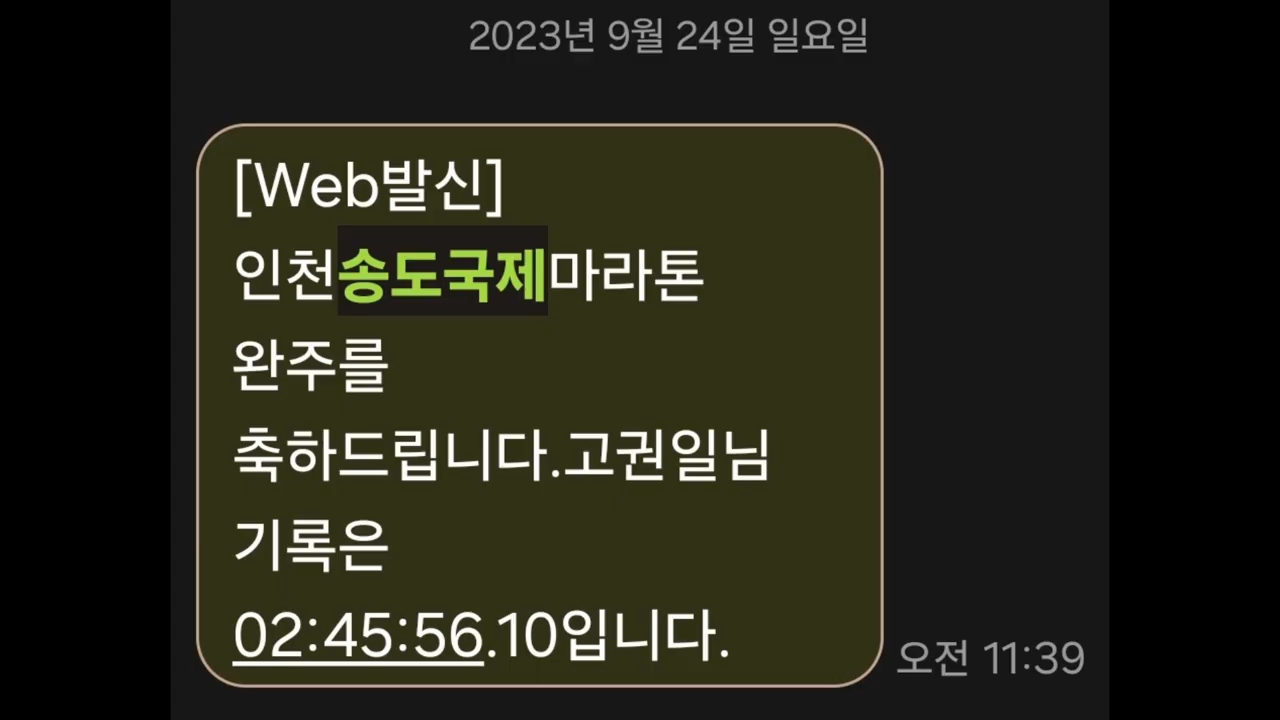 2023년 9월 24일 일요일
[Web발신]
인천송도국제마라톤
완주를
축하드립니다.고권일님
기록은
02:45:56.10입니다.
오전 11:39